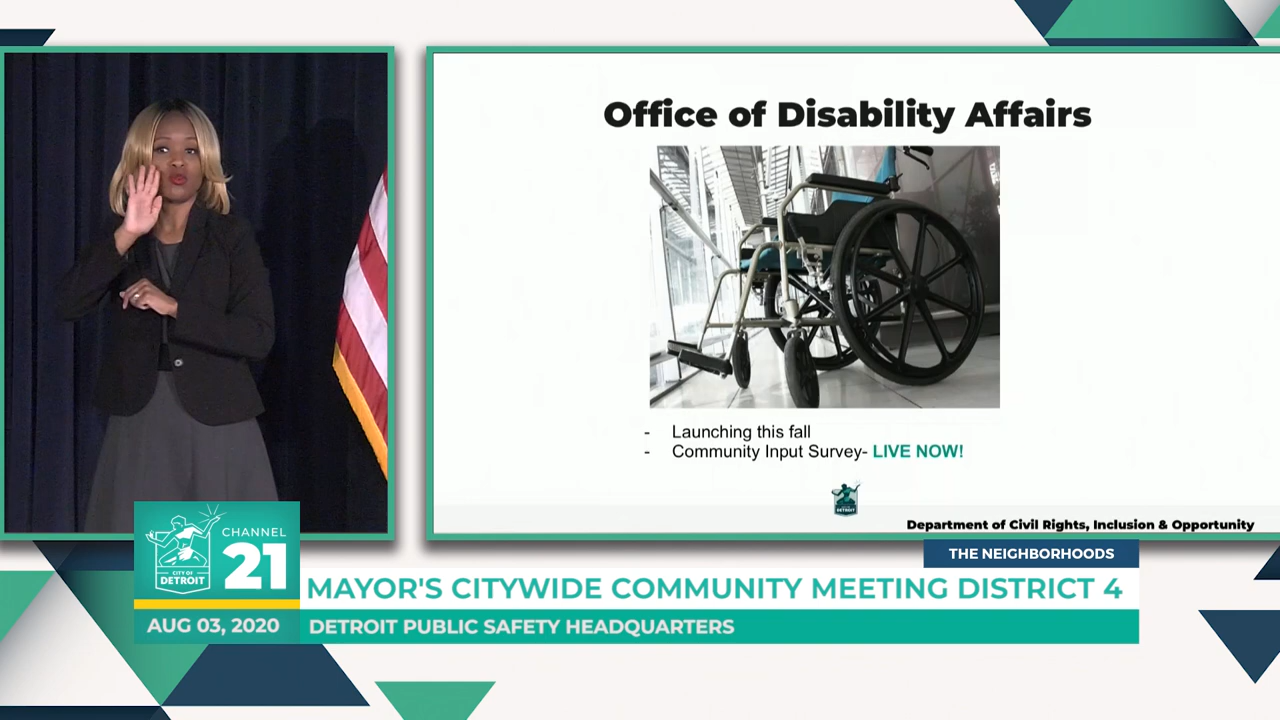 Office of Disability Affairs
- Launching this fall
- Community Input Survey- LIVE NOW!
DETROIT
Department of Civil Rights, Inclusion & Opportunity
THE NEIGHBORHOODS
CHANNEL
21
CITY OF
DETROIT
MAYOR'S CITYWIDE COMMUNITY MEETING DISTRICT 4
AUG 03, 2020
DETROIT PUBLIC SAFETY HEADQUARTERS